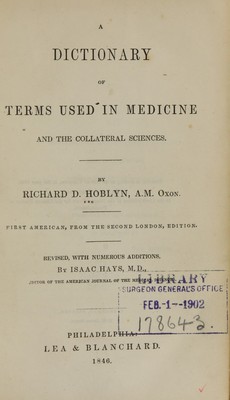 A
DICTIONARY
OF
TERMS USED IN MEDICINE
AND THE COLLATERAL SCIENCES.
BY
RICHARD D. HOBLYN, A.M. OXON.
FIRST AMERICAN, FROM THE SECOND LONDON, EDITION.
REVISED, WITH NUMEROUS ADDITIONS,
BY ISAAC HAYS, M.D.,
EDITOR OF THE AMERICAN JOURNAL OF THE
LIBRARY
SURGEON GENERAL'S OFFICE
FEB.-1--1902
178643.
PHILADELPHIA:
LEA & BLANCHARD.
1846.